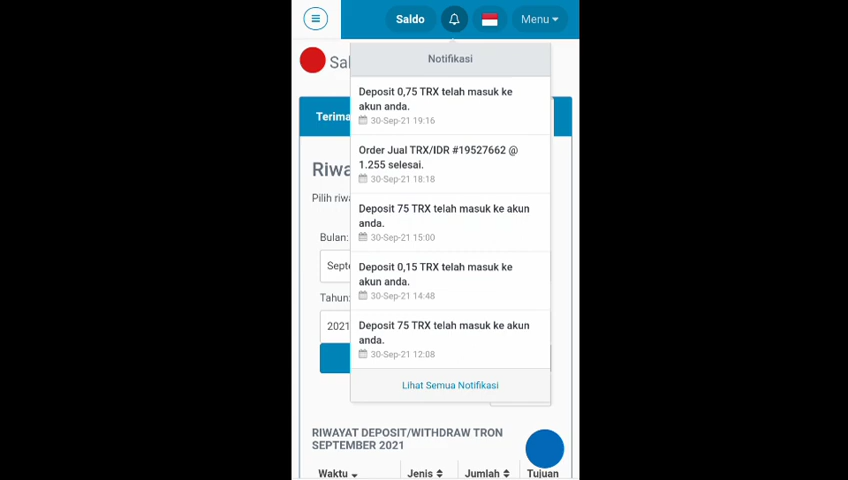 Saldo
Menu
Notifikasi
Deposit 0,75 TRX telah masuk ke
akun anda.
30-Sep-21 19:16
Order Jual TRX/IDR #19527662 @
1.255 selesai.
30-Sep-21 18:18
Deposit 75 TRX telah masuk ke akun
anda.
30-Sep-21 15:00
Deposit 0,15 TRX telah masuk ke
akun anda.
30-Sep-21 14:48
Deposit 75 TRX telah masuk ke akun
anda.
30-Sep-21 12:08
Lihat Semua Notifikasi
Sal
Terima
Riwa
Pilih riwa
Bulan:
Septe
Tahun:
2021
RIWAYAT DEPOSIT/WITHDRAW TRON
SEPTEMBER 2021
Waktu Jenis Jumlah Tujuan